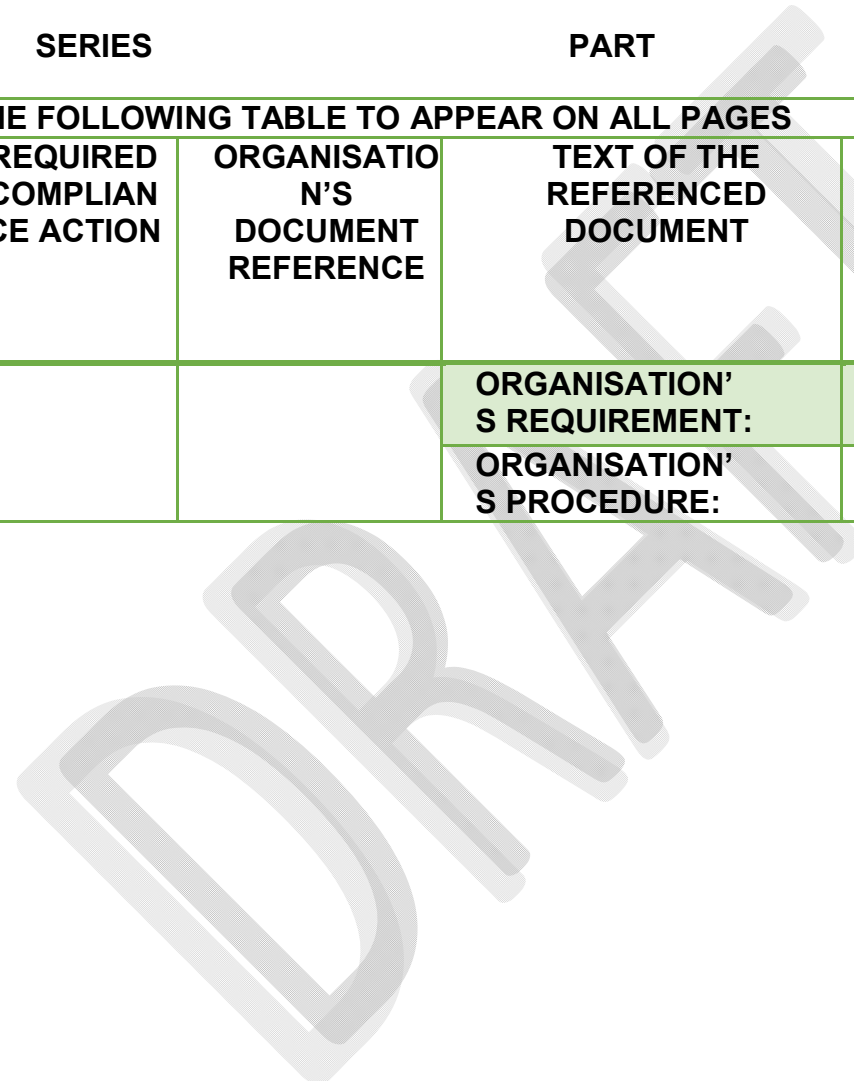 SERIES PART
HE FOLLOWING TABLE TO APPEAR ON ALL PAGES
REQUIRED
COMPLIAN
CE ACTION
ORGANISATIO
N’S
DOCUMENT
REFERENCE
TEXT OF THE
REFERENCED
DOCUMENT
ORGANISATION’
S REQUIREMENT:
ORGANISATION’
S PROCEDURE:
DRAFT